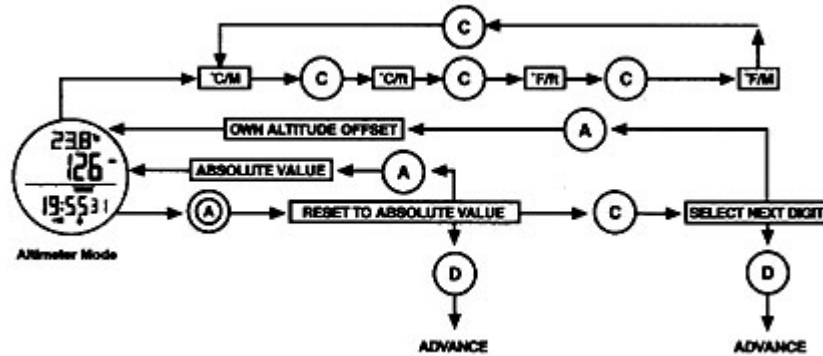 C
°C/M C °C/ft C °F/ft C °F/M
OWN ALTITUDE OFFSET A
23.8°
126 m
ABSOLUTE VALUE A
19:55 31
A RESET TO ABSOLUTE VALUE C SELECT NEXT DIGIT
Altimeter Mode
D D
ADVANCE ADVANCE